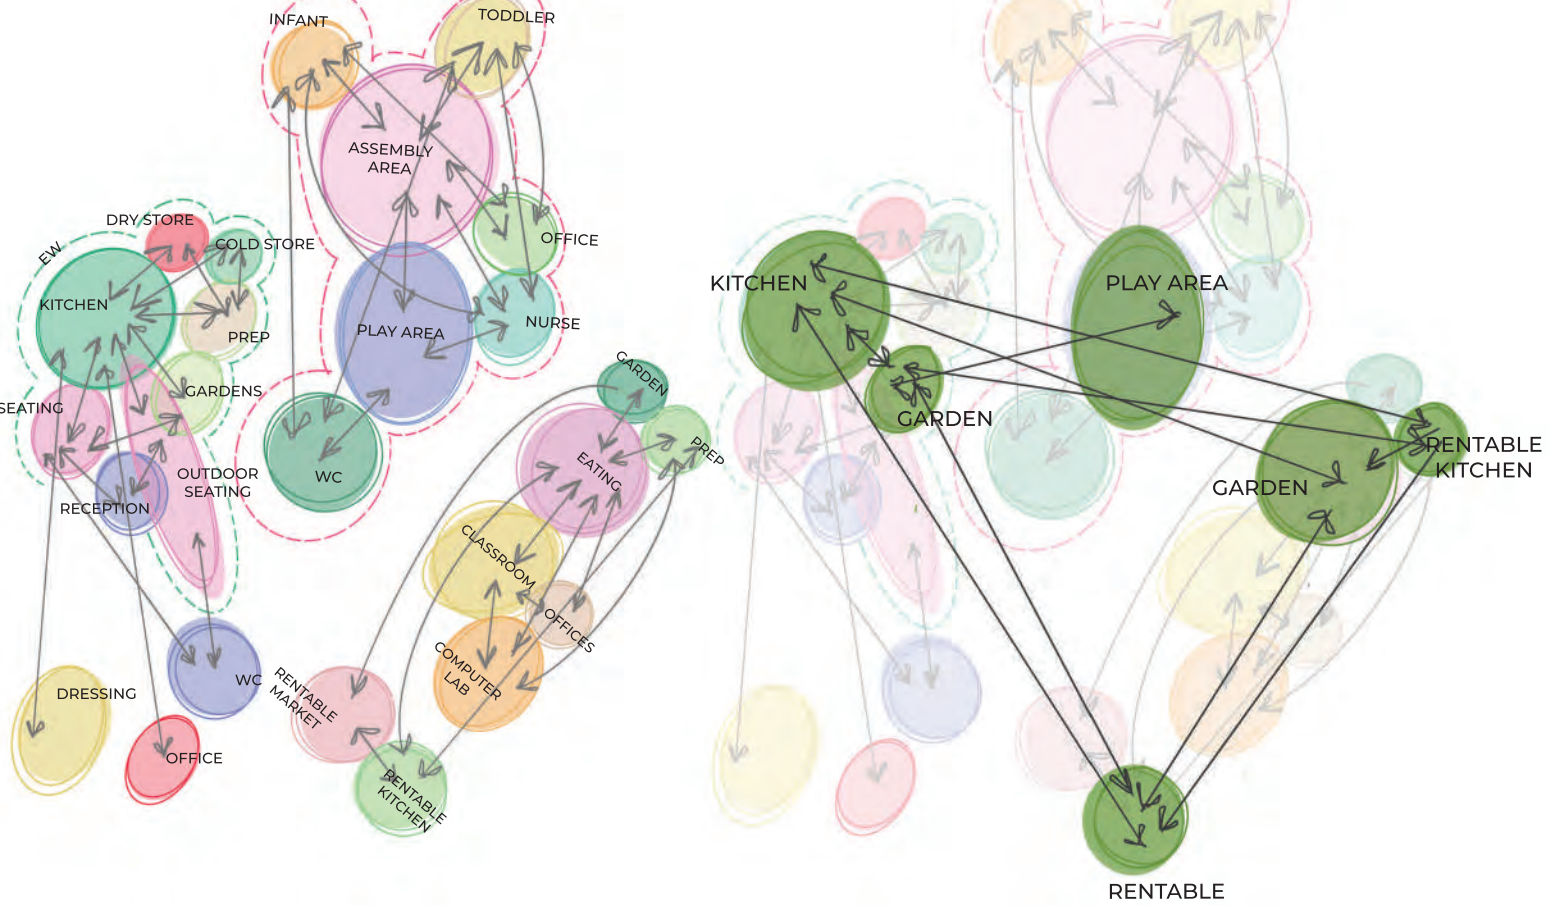 INFANT
TODDLER
ASSEMBLY
AREA
DRY STORE
COLD STORE
EW
OFFICE
KITCHEN
PLAY AREA
NURSE
PREP
GARDENS
SEATING
WC
OUTDOOR
SEATING
RECEPTION
GARDEN
PREP
EATING
CLASSROOM
OFFICES
COMPUTER
LAB
DRESSING
WC
RENTABLE
MARKET
OFFICE
RENTABLE
KITCHEN
KITCHEN
PLAY AREA
GARDEN
RENTABLE
KITCHEN
GARDEN
RENTABLE